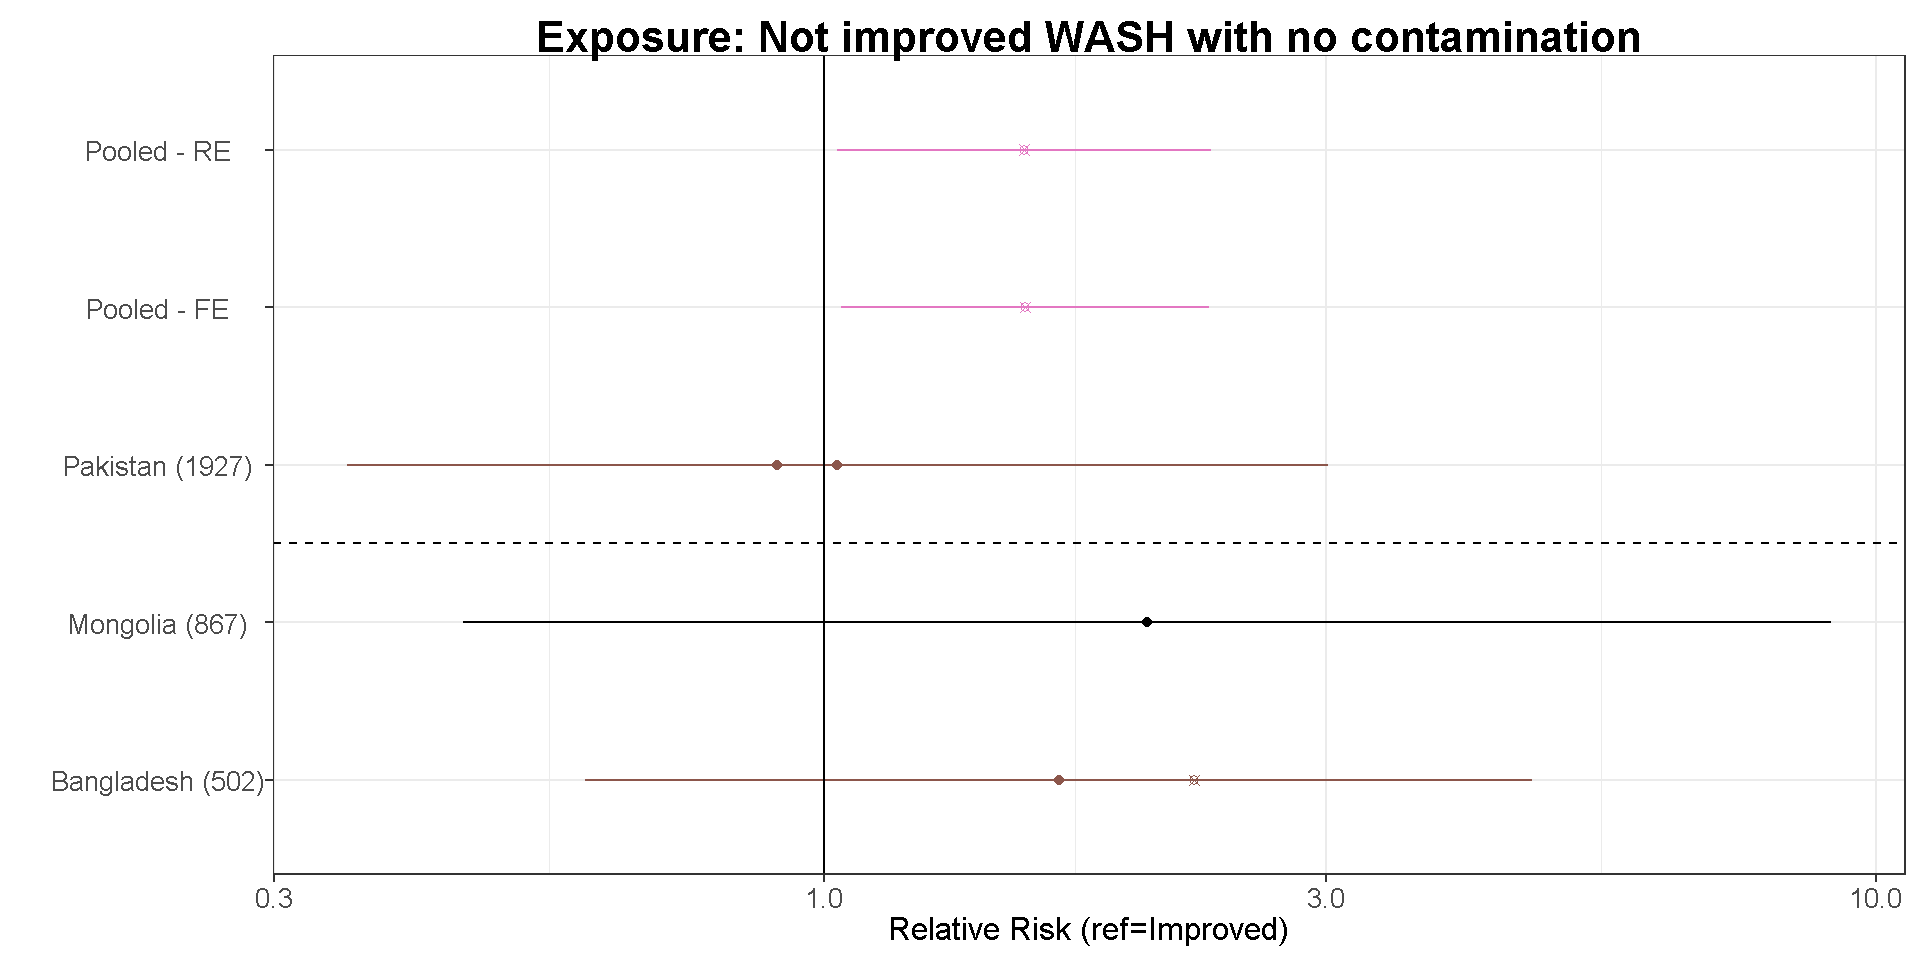 Exposure: Not improved WASH with no contamination
Pooled - RE
Pooled - FE
Pakistan (1927)
Mongolia (867)
Bangladesh (502)
0.3 1.0 3.0 10.0
Relative Risk (ref=Improved)